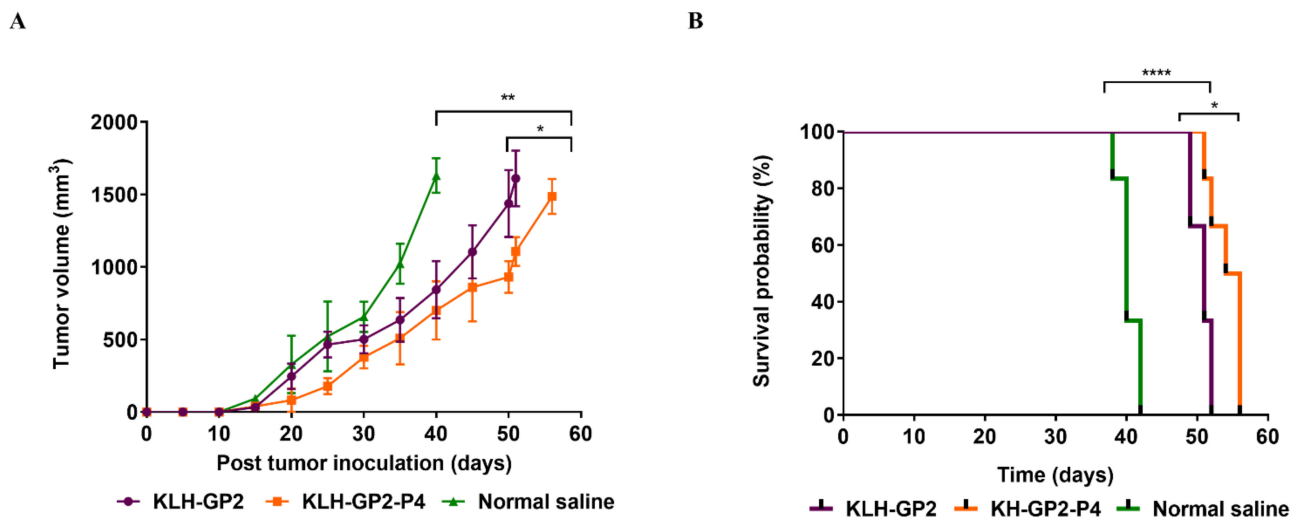 A
B
**
*
****
*
2000
1500
1000
500
0
Tumor volume (mm³)
0 10 20 30 40 50 60
Post tumor inoculation (days)
KLH-GP2 KLH-GP2-P4 Normal saline
100
80
60
40
20
0
Survival probability (%)
10 20 30 40 50 60
Time (days)
KLH-GP2 KH-GP2-P4 Normal saline